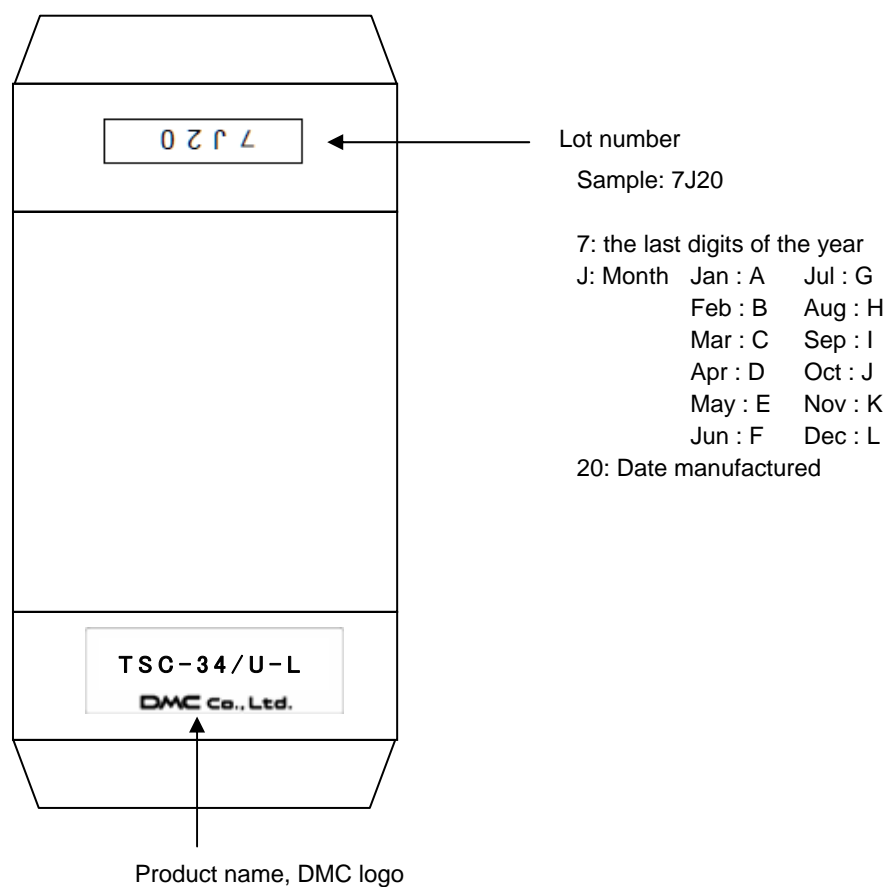 7J20
Lot number
Sample: 7J20
7: the last digits of the year
J: Month Jan : A Jul : G
Feb : B Aug : H
Mar : C Sep : I
Apr : D Oct : J
May : E Nov : K
Jun : F Dec : L
20: Date manufactured
TSC-34/U-L
DMC Co., Ltd.
Product name, DMC logo